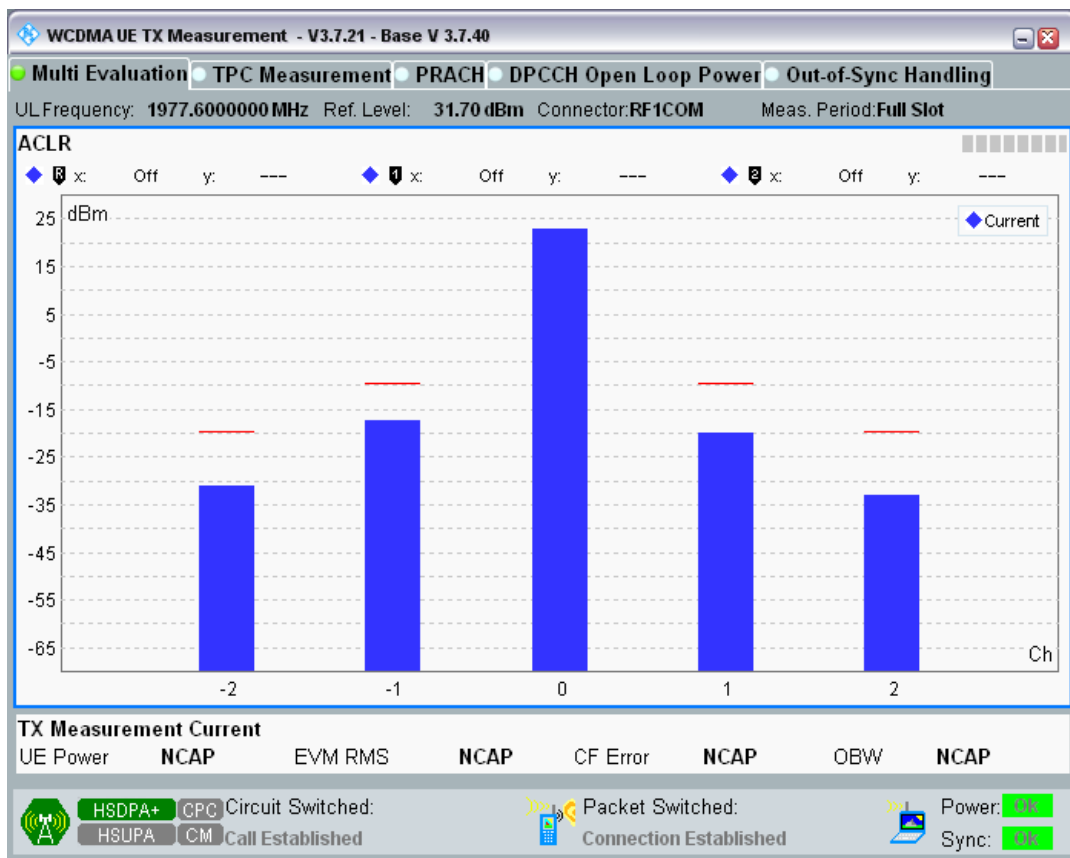 WCDMA UE TX Measurement - V3.7.21 - Base V 3.7.40
Multi Evaluation TPC Measurement PRACH DPCCH Open Loop Power Out-of-Sync Handling
UL Frequency: 1977.6000000 MHz Ref. Level: 31.70 dBm Connector:RF1COM Meas. Period:Full Slot
ACLR
R x: Off y: --- 1 x: Off y: --- 2 x: Off y: ---
dBm
Current
25
15
5
-5
-15
-25
-35
-45
-55
-65
Ch
-2 -1 0 1 2
TX Measurement Current
UE Power NCAP EVM RMS NCAP CF Error NCAP OBW NCAP
HSDPA+ CPC Circuit Switched: Packet Switched: Power: Ok
HSUPA CM Call Established Connection Established Sync: Ok